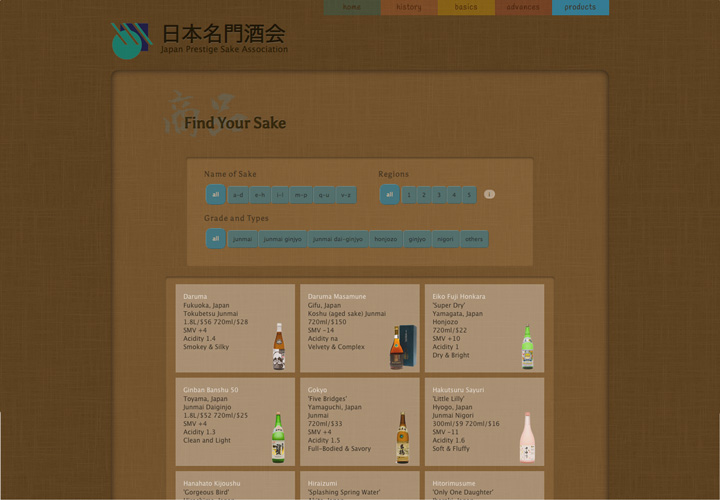 home history basics advances products
日本名門酒会
Japan Prestige Sake Association
商品
Find Your Sake
Name of Sake Regions
all a-d e-h i-l m-p q-u v-z all 1 2 3 4 5
Grade and Types
all junmai junmai ginjyo junmai dai-ginjyo honjozo ginjyo nigori others
Daruma
Fukuoka, Japan
Tokubetsu Junmai
1.8L/$56 720ml/$28
SMV +4
Acidity 1.4
Smokey & Silky
Daruma Masamune
Gifu, Japan
Koshu (aged sake) Junmai
720ml/$150
SMV -14
Acidity na
Velvety & Complex
Eiko Fuji Honkara
'Super Dry'
Yamagata, Japan
Honjozo
720ml/$22
SMV +10
Acidity 1
Dry & Bright
Ginban Banshu 50
Toyama, Japan
Junmai Daiginjo
1.8L/$52 720ml/$25
SMV +4
Acidity 1.3
Clean and Light
Gokyo
'Five Bridges'
Yamaguchi, Japan
Junmai
720ml/$33
SMV +4
Acidity 1.5
Full-Bodied & Savory
Hakutsuru Sayuri
'Little Lilly'
Hyogo, Japan
Junmai Nigori
300ml/$9 720ml/$16
SMV -11
Acidity 1.6
Soft & Fluffy
Hanahato Kijoushu
'Gorgeous Bird'
Hiraizumi
'Splashing Spring Water'
Hitorimusume
'Only One Daughter'